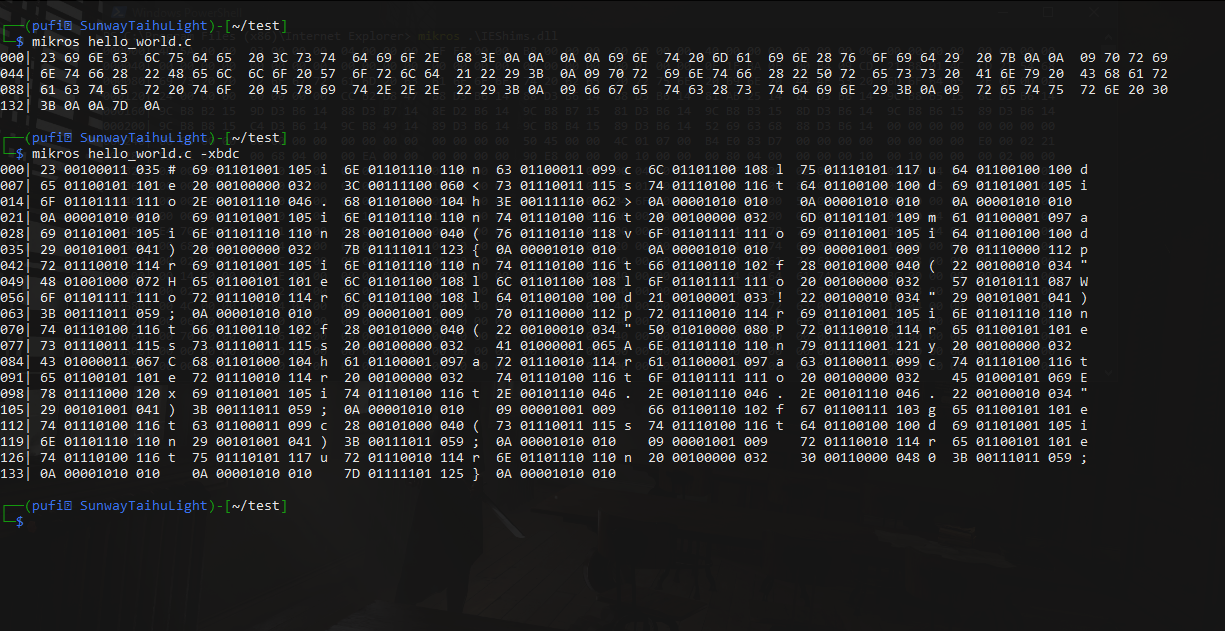 ┌──(pufi SunwayTaihuLight)-[~/test]
└─$ mikros hello_world.c
000| 23 69 6E 63  6C 75 64 65  20 3C 73 74  64 69 6F 2E  68 3E 0A 0A  0A 0A 69 6E  74 20 6D 61  69 6E 28 76  6F 69 64 29  20 7B 0A 0A  09 70 72 69
044| 6E 74 66 28  22 48 65 6C  6C 6F 20 57  6F 72 6C 64  21 22 29 3B  0A 09 70 72  69 6E 74 66  28 22 50 72  65 73 73 20  41 6E 79 20  43 68 61 72
088| 61 63 74 65  72 20 74 6F  20 45 78 69  74 2E 2E 2E  22 29 3B 0A  09 66 67 65  74 63 28 73  74 64 69 6E  29 3B 0A 09  72 65 74 75  72 6E 20 30
132| 3B 0A 0A 7D  0A
┌──(pufi SunwayTaihuLight)-[~/test]
└─$ mikros hello_world.c -xbdc
000| 23 00100011 035 #  69 01101001 105 i  6E 01101110 110 n  63 01100011 099 c  6C 01101100 108 l  75 01110101 117 u  64 01100100 100 d
007| 65 01100101 101 e  20 00100000 032    3C 00111100 060 <  73 01110011 115 s  74 01110100 116 t  64 01100100 100 d  69 01101001 105 i
014| 6F 01101111 111 o  2E 00101110 046 .  68 01101000 104 h  3E 00111110 062 >  0A 00001010 010    0A 00001010 010    0A 00001010 010
021| 0A 00001010 010    69 01101001 105 i  6E 01101110 110 n  74 01110100 116 t  20 00100000 032    6D 01101101 109 m  61 01100001 097 a
028| 69 01101001 105 i  6E 01101110 110 n  28 00101000 040 (  76 01110110 118 v  6F 01101111 111 o  69 01101001 105 i  64 01100100 100 d
035| 29 00101001 041 )  20 00100000 032    7B 01111011 123 {  0A 00001010 010    0A 00001010 010    09 00001001 009    70 01110000 112 p
042| 72 01110010 114 r  69 01101001 105 i  6E 01101110 110 n  74 01110100 116 t  66 01100110 102 f  28 00101000 040 (  22 00100010 034 "
049| 48 01001000 072 H  65 01100101 101 e  6C 01101100 108 l  6C 01101100 108 l  6F 01101111 111 o  20 00100000 032    57 01010111 087 W
056| 6F 01101111 111 o  72 01110010 114 r  6C 01101100 108 l  64 01100100 100 d  21 00100001 033 !  22 00100010 034 "  29 00101001 041 )
063| 3B 00111011 059 ;  0A 00001010 010    09 00001001 009    70 01110000 112 p  72 01110010 114 r  69 01101001 105 i  6E 01101110 110 n
070| 74 01110100 116 t  66 01100110 102 f  28 00101000 040 (  22 00100010 034 "  50 01010000 080 P  72 01110010 114 r  65 01100101 101 e
077| 73 01110011 115 s  73 01110011 115 s  20 00100000 032    41 01000001 065 A  6E 01101110 110 n  79 01111001 121 y  20 00100000 032
084| 43 01000011 067 C  68 01101000 104 h  61 01100001 097 a  72 01110010 114 r  61 01100001 097 a  63 01100011 099 c  74 01110100 116 t
091| 65 01100101 101 e  72 01110010 114 r  20 00100000 032    74 01110100 116 t  6F 01101111 111 o  20 00100000 032    45 01000101 069 E
098| 78 01111000 120 x  69 01101001 105 i  74 01110100 116 t  2E 00101110 046 .  2E 00101110 046 .  2E 00101110 046 .  22 00100010 034 "
105| 29 00101001 041 )  3B 00111011 059 ;  0A 00001010 010    09 00001001 009    66 01100110 102 f  67 01100111 103 g  65 01100101 101 e
112| 74 01110100 116 t  63 01100011 099 c  28 00101000 040 (  73 01110011 115 s  74 01110100 116 t  64 01100100 100 d  69 01101001 105 i
119| 6E 01101110 110 n  29 00101001 041 )  3B 00111011 059 ;  0A 00001010 010    09 00001001 009    72 01110010 114 r  65 01100101 101 e
126| 74 01110100 116 t  75 01110101 117 u  72 01110010 114 r  6E 01101110 110 n  20 00100000 032    30 00110000 048 0  3B 00111011 059 ;
133| 0A 00001010 010    0A 00001010 010    7D 01111101 125 }  0A 00001010 010
┌──(pufi SunwayTaihuLight)-[~/test]
└─$